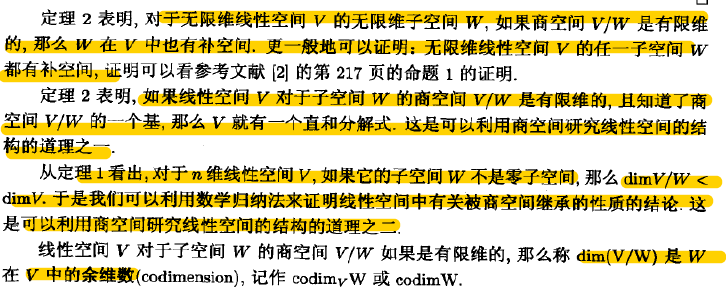 定理 2 表明, 对于无限维线性空间 V 的无限维子空间 W, 如果商空间 V/W 是有限维
的, 那么 W 在 V 中也有补空间. 更一般地可以证明: 无限维线性空间 V 的任一子空间 W
都有补空间, 证明可以看参考文献 [2] 的第 217 页的命题 1 的证明.
定理 2 表明, 如果线性空间 V 对于子空间 W 的商空间 V/W 是有限维的, 且知道了商
空间 V/W 的一个基, 那么 V 就有一个直和分解式. 这是可以利用商空间研究线性空间的结
构的道理之一.
从定理 1 看出, 对于 n 维线性空间 V, 如果它的子空间 W 不是零子空间, 那么 dimV/W <
dimV. 于是我们可以利用数学归纳法来证明线性空间中有关被商空间继承的性质的结论. 这
是可以利用商空间研究线性空间的结构的道理之二.
线性空间 V 对于子空间 W 的商空间 V/W 如果是有限维的, 那么称 dim(V/W) 是 W
在 V 中的余维数(codimension), 记作 codim_V W 或 codimW.